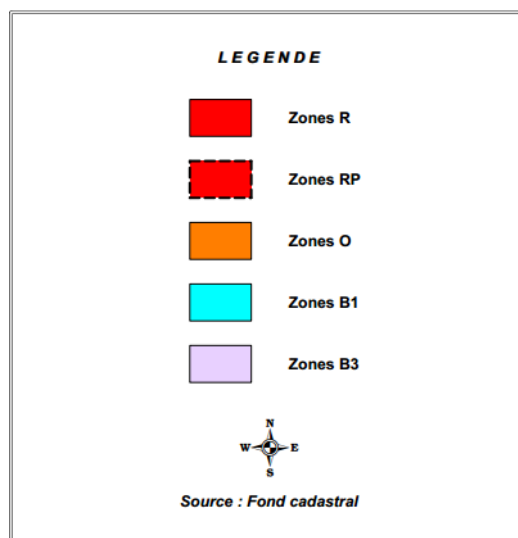 LEGENDE
Zones R
Zones RP
Zones O
Zones B1
Zones B3
N
W E
S
Source : Fond cadastral